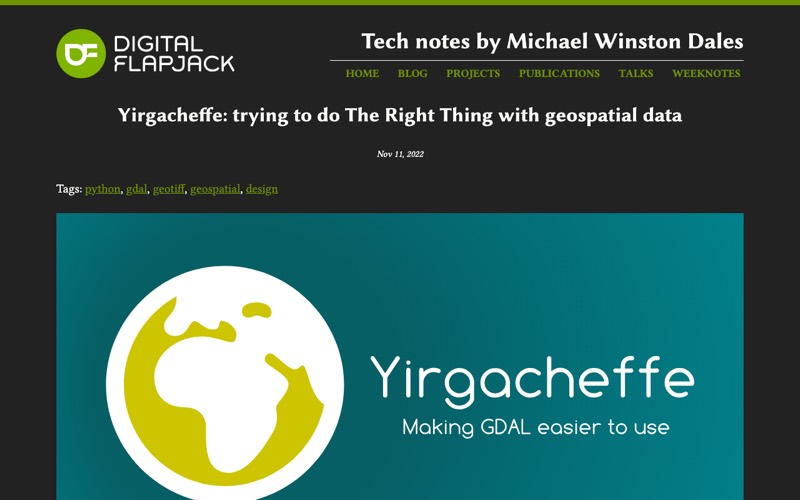 DIGITAL
FLAPJACK
Tech notes by Michael Winston Dales
HOME BLOG PROJECTS PUBLICATIONS TALKS WEEKNOTES
Yirgacheffe: trying to do The Right Thing with geospatial data
Nov 11, 2022
Tags: python, gdal, geotiff, geospatial, design
Yirgacheffe
Making GDAL easier to use